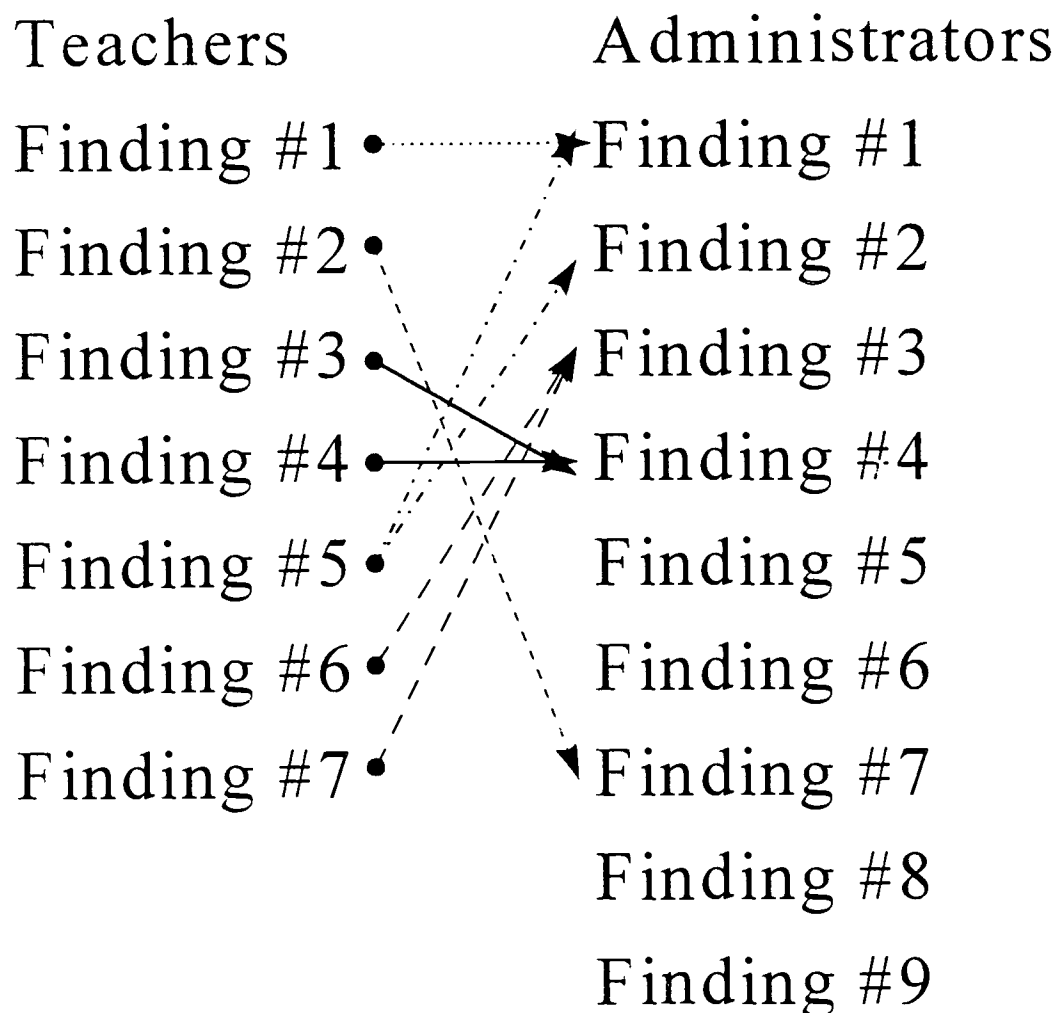 Teachers Administrators
Finding #1 Finding #1
Finding #2 Finding #2
Finding #3 Finding #3
Finding #4 Finding #4
Finding #5 Finding #5
Finding #6 Finding #6
Finding #7 Finding #7
Finding #8
Finding #9